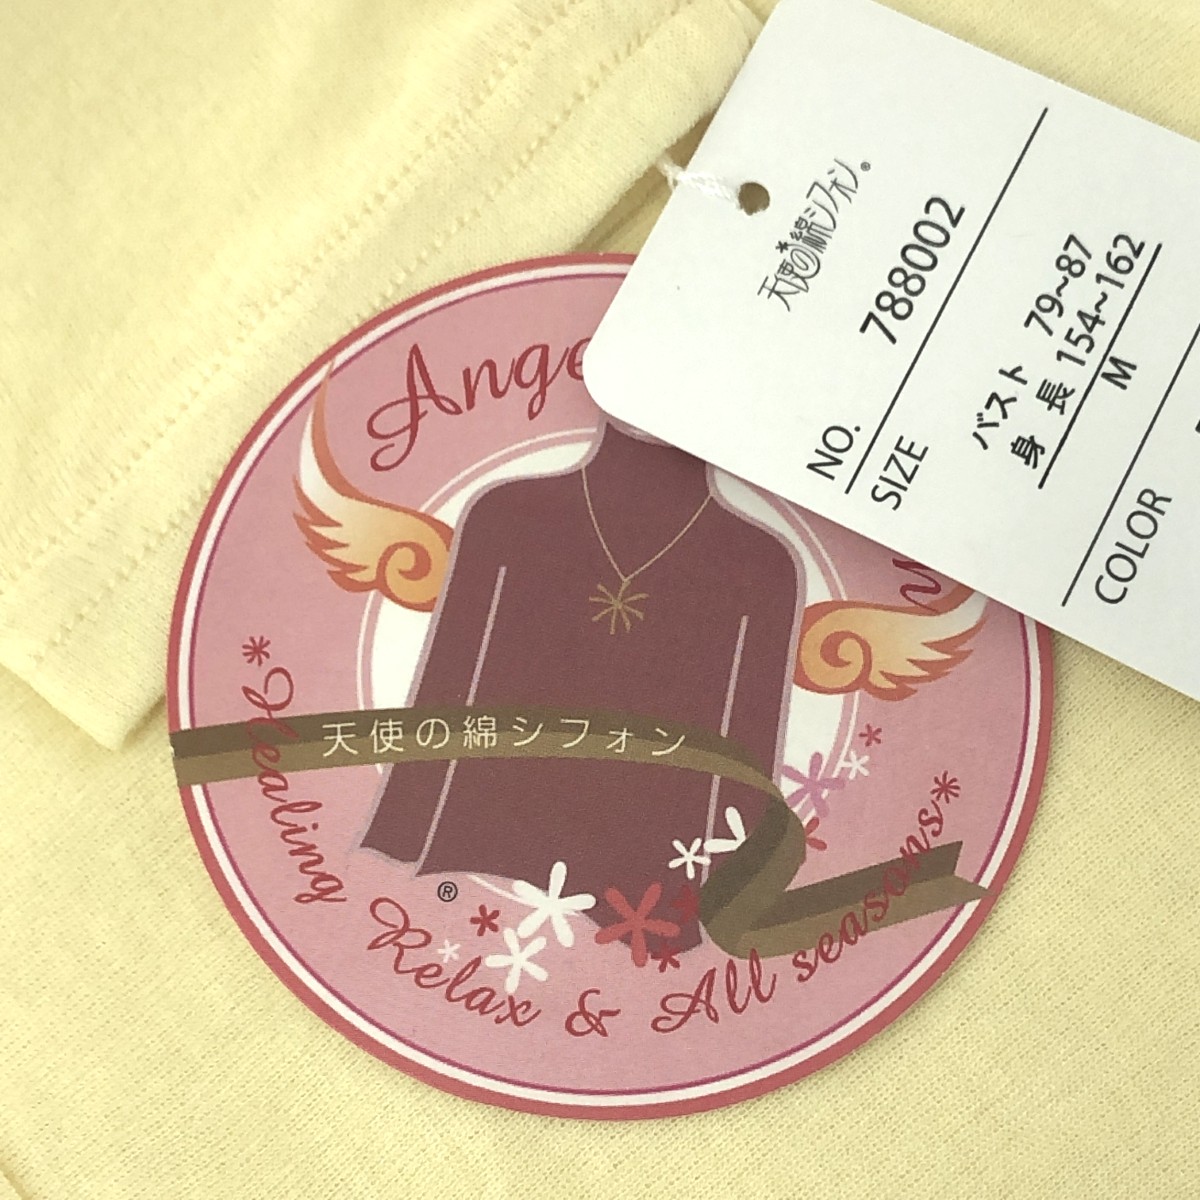 天使の綿シフォン®
NO. 788002
SIZE
バスト 79~87
身長 154~162
M
COLOR
天使の綿シフォン
®
*Healing Relax & All seasons*